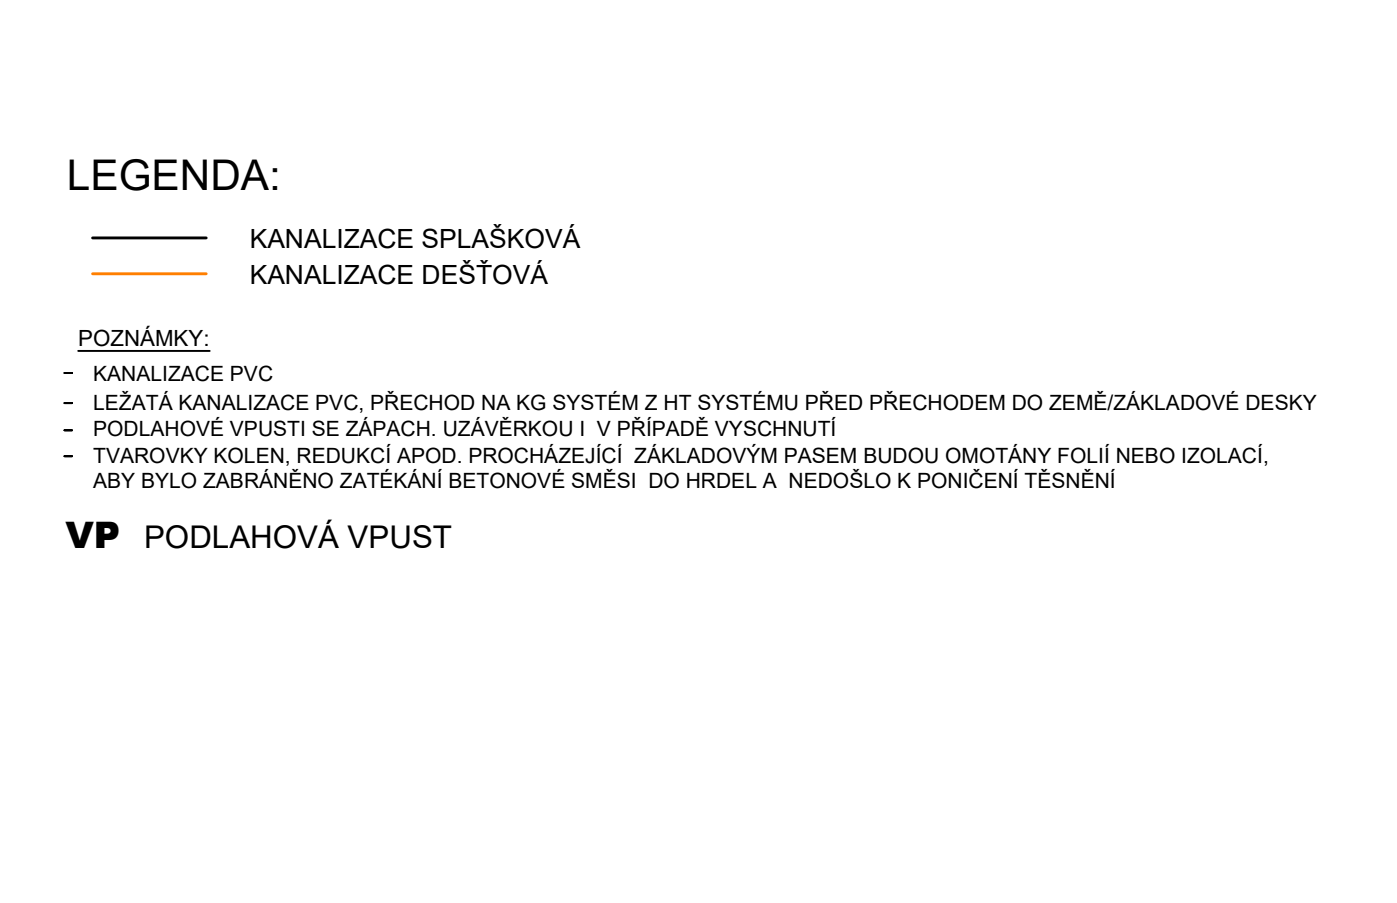 LEGENDA:
KANALIZACE SPLAŠKOVÁ
KANALIZACE DEŠŤOVÁ
POZNÁMKY:
- KANALIZACE PVC
- LEŽATÁ KANALIZACE PVC, PŘECHOD NA KG SYSTÉM Z HT SYSTÉMU PŘED PŘECHODEM DO ZEMĚ/ZÁKLADOVÉ DESKY
- PODLAHOVÉ VPUSTI SE ZÁPACH. UZÁVĚRKOU I V PŘÍPADĚ VYSCHNUTÍ
- TVAROVKY KOLEN, REDUKCÍ APOD. PROCHÁZEJÍCÍ ZÁKLADOVÝM PASEM BUDOU OMOTÁNY FOLIÍ NEBO IZOLACÍ,
ABY BYLO ZABRÁNĚNO ZATÉKÁNÍ BETONOVÉ SMĚSI DO HRDEL A NEDOŠLO K PONIČENÍ TĚSNĚNÍ
VP PODLAHOVÁ VPUST